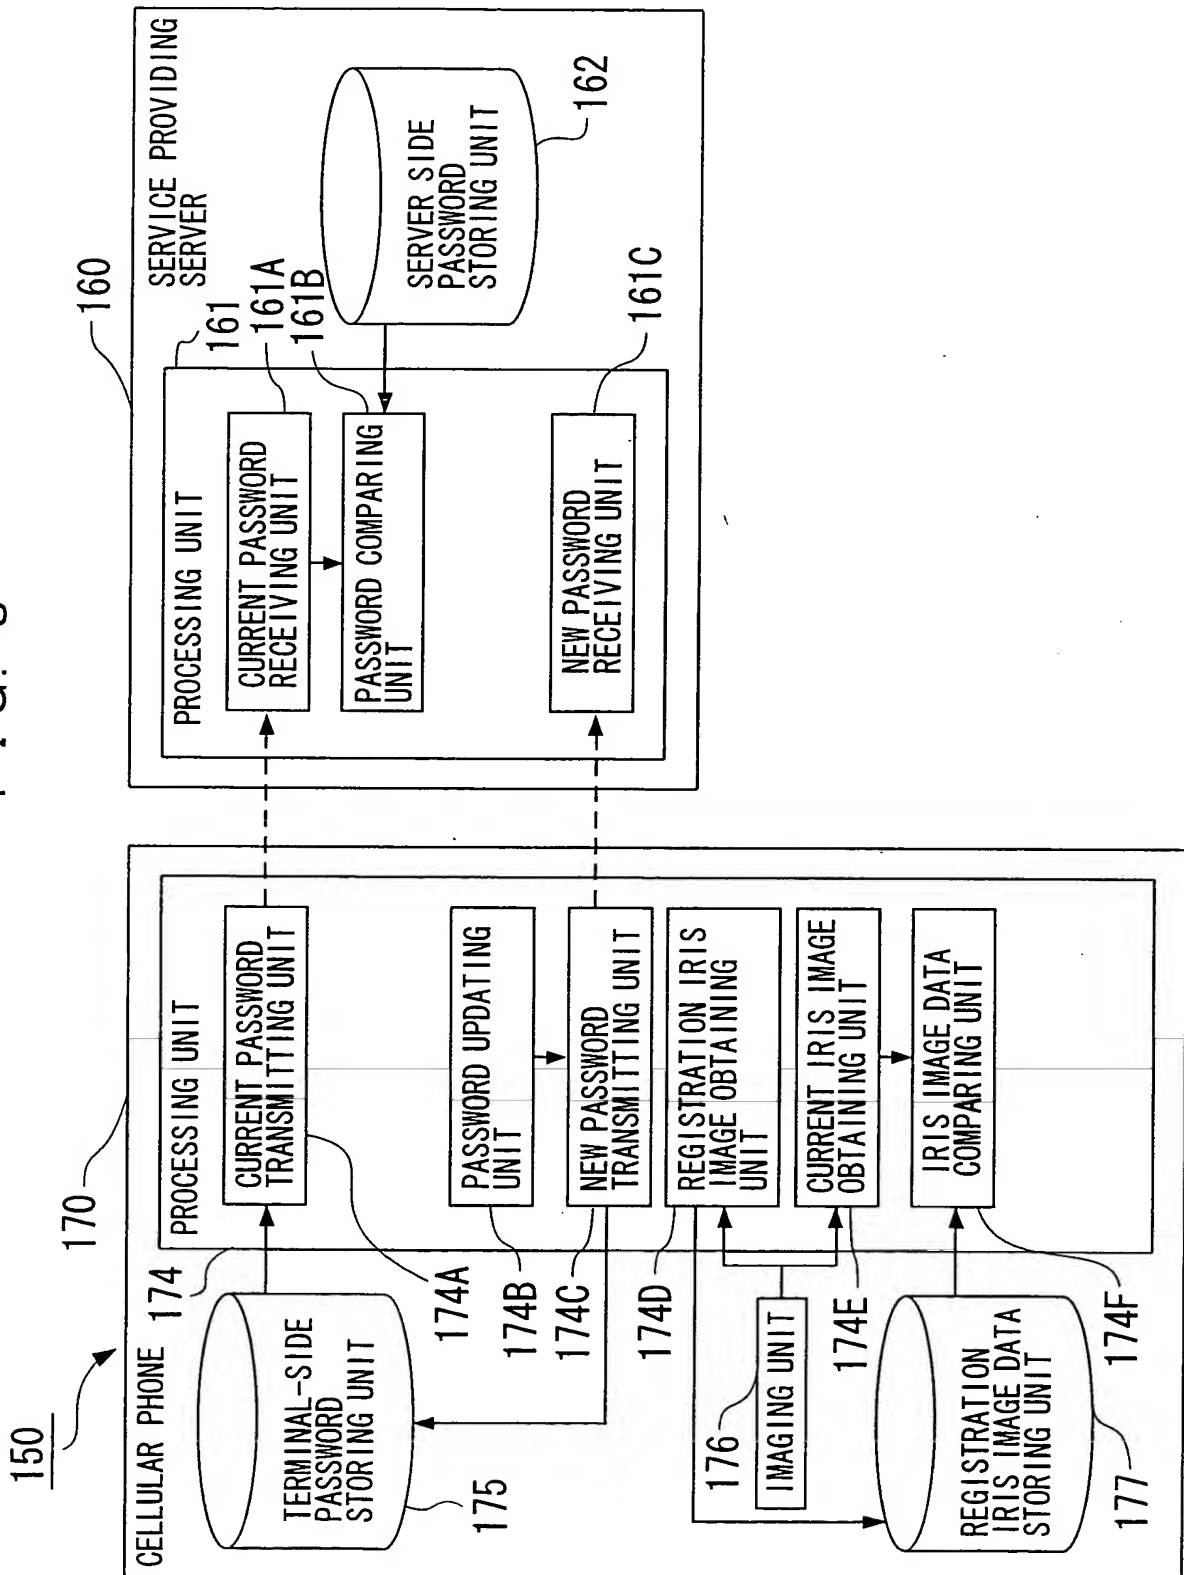 150
CELLULAR PHONE
170
174
PROCESSING UNIT
TERMINAL-SIDE
PASSWORD
STORING UNIT
175
CURRENT PASSWORD
TRANSMITTING UNIT
174A
PASSWORD UPDATING
UNIT
174B
NEW PASSWORD
TRANSMITTING UNIT
174C
REGISTRATION IRIS
IMAGE OBTAINING
UNIT
174D
176
IMAGING UNIT
CURRENT IRIS IMAGE
OBTAINING UNIT
174E
IRIS IMAGE DATA
COMPARING UNIT
174F
REGISTRATION
IRIS IMAGE DATA
STORING UNIT
177
160
SERVICE PROVIDING
SERVER
161
PROCESSING UNIT
CURRENT PASSWORD
RECEIVING UNIT
161A
PASSWORD COMPARING
UNIT
161B
SERVER SIDE
PASSWORD
STORING UNIT
162
NEW PASSWORD
RECEIVING UNIT
161C